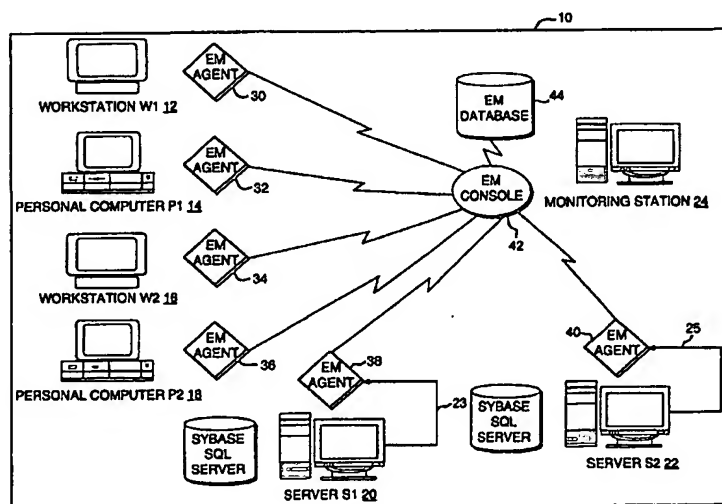 10
EM AGENT
30
WORKSTATION W1 12
EM DATABASE
44
EM AGENT
32
PERSONAL COMPUTER P1 14
EM CONSOLE
42
MONITORING STATION 24
EM AGENT
34
WORKSTATION W2 16
EM AGENT
36
PERSONAL COMPUTER P2 18
EM AGENT
38
23
SYBASE SQL SERVER
SERVER S1 20
40
EM AGENT
25
SYBASE SQL SERVER
SERVER S2 22